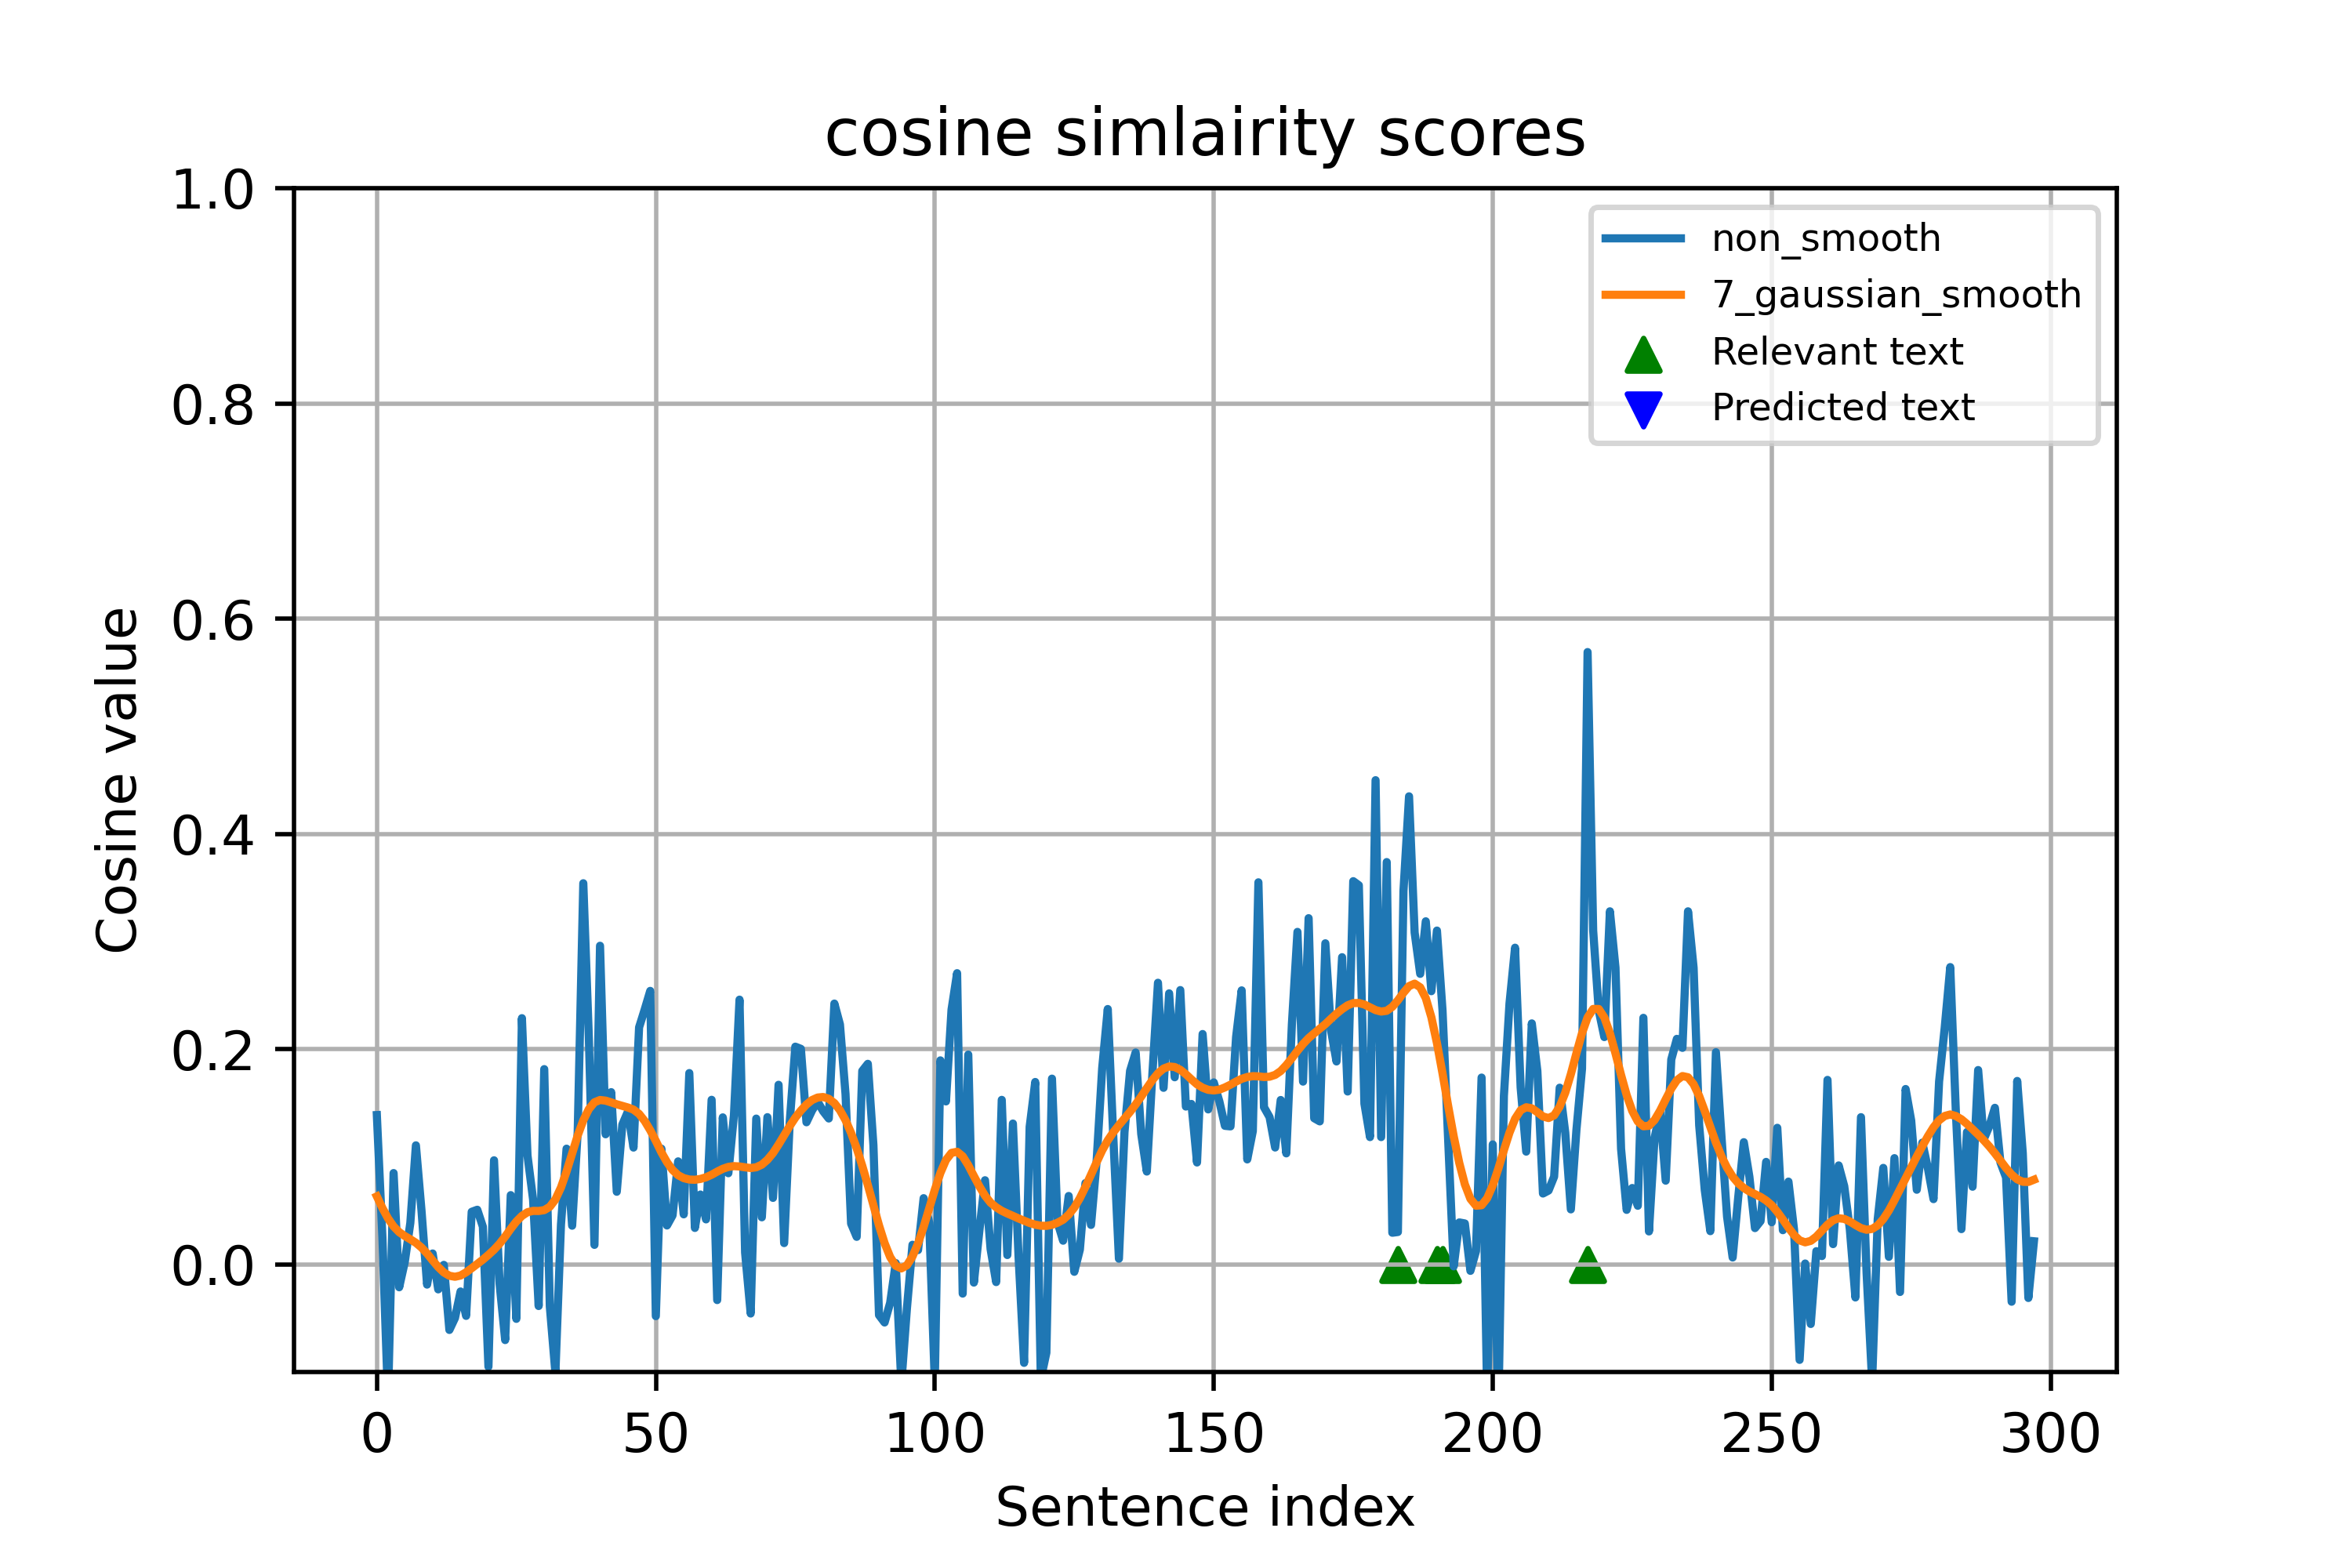 cosine simlairity scores
1.0
0.8
0.6
0.4
0.2
0.0
Cosine value
non_smooth
7_gaussian_smooth
Relevant text
Predicted text
0 50 100 150 200 250 300
Sentence index